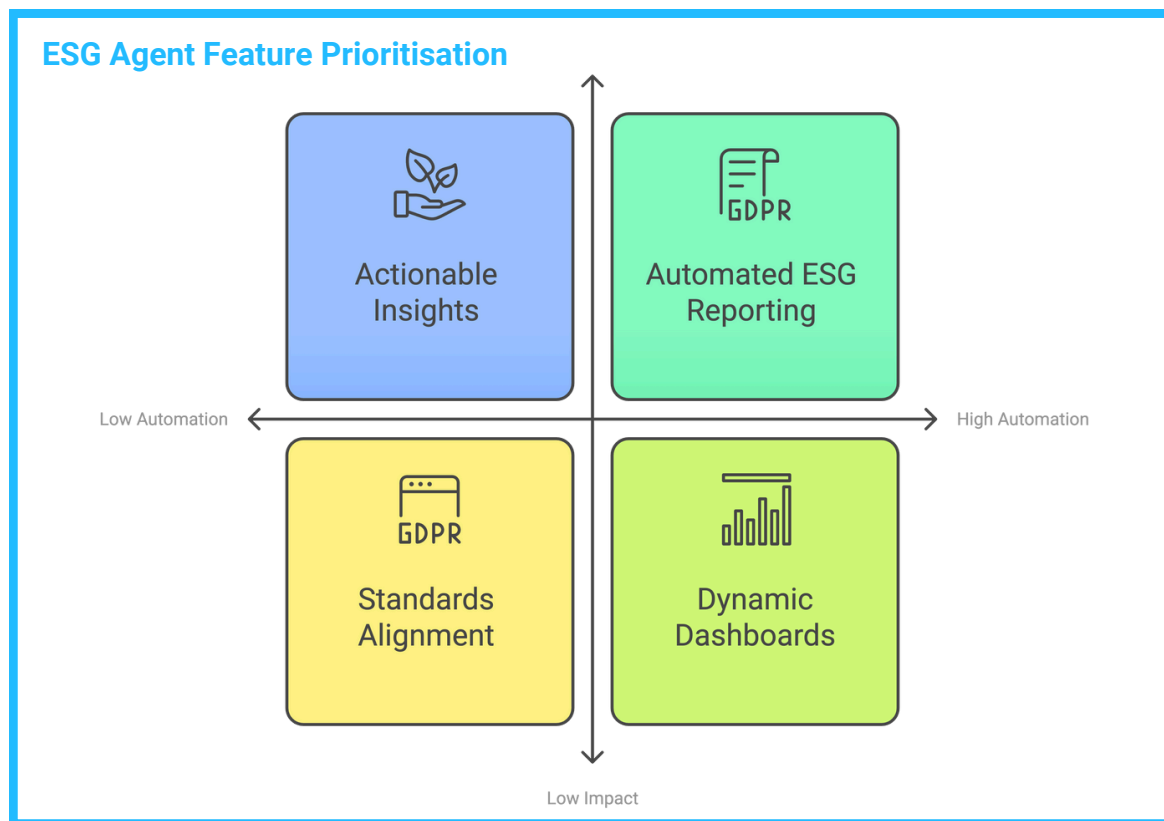 ESG Agent Feature Prioritisation
GDPR
Actionable
Insights
Automated ESG
Reporting
Low Automation
High Automation
GDPR
Standards
Alignment
Dynamic
Dashboards
Low Impact